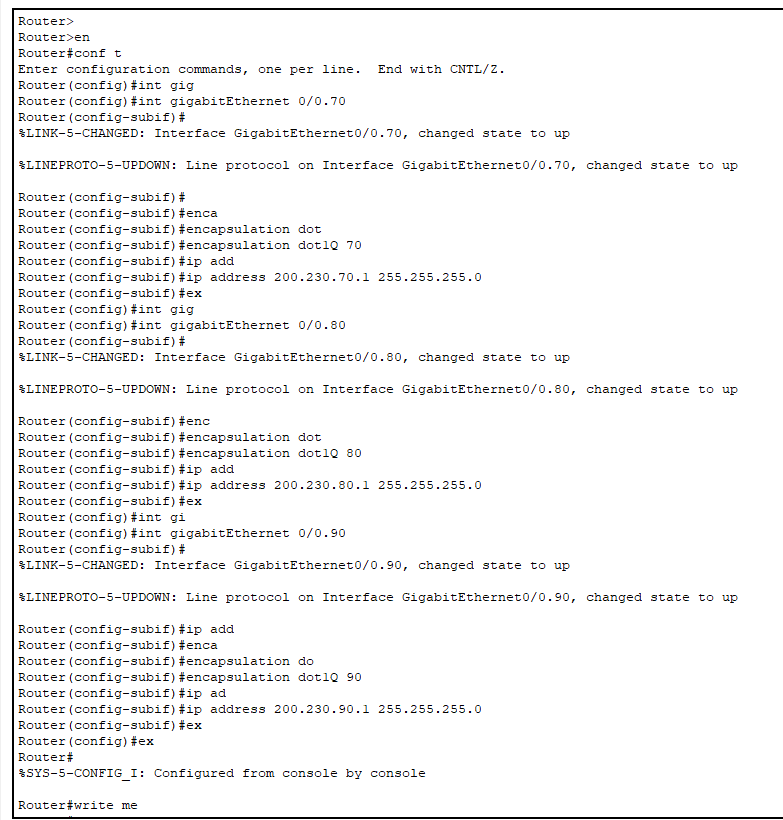 Router>
Router>en
Router#conf t
Enter configuration commands, one per line.  End with CNTL/Z.
Router(config)#int gig
Router(config)#int gigabitEthernet 0/0.70
Router(config-subif)#
%LINK-5-CHANGED: Interface GigabitEthernet0/0.70, changed state to up
%LINEPROTO-5-UPDOWN: Line protocol on Interface GigabitEthernet0/0.70, changed state to up
Router(config-subif)#
Router(config-subif)#enca
Router(config-subif)#encapsulation dot
Router(config-subif)#encapsulation dot1Q 70
Router(config-subif)#ip add
Router(config-subif)#ip address 200.230.70.1 255.255.255.0
Router(config-subif)#ex
Router(config)#int gig
Router(config)#int gigabitEthernet 0/0.80
Router(config-subif)#
%LINK-5-CHANGED: Interface GigabitEthernet0/0.80, changed state to up
%LINEPROTO-5-UPDOWN: Line protocol on Interface GigabitEthernet0/0.80, changed state to up
Router(config-subif)#enc
Router(config-subif)#encapsulation dot
Router(config-subif)#encapsulation dot1Q 80
Router(config-subif)#ip add
Router(config-subif)#ip address 200.230.80.1 255.255.255.0
Router(config-subif)#ex
Router(config)#int gi
Router(config)#int gigabitEthernet 0/0.90
Router(config-subif)#
%LINK-5-CHANGED: Interface GigabitEthernet0/0.90, changed state to up
%LINEPROTO-5-UPDOWN: Line protocol on Interface GigabitEthernet0/0.90, changed state to up
Router(config-subif)#ip add
Router(config-subif)#enca
Router(config-subif)#encapsulation do
Router(config-subif)#encapsulation dot1Q 90
Router(config-subif)#ip ad
Router(config-subif)#ip address 200.230.90.1 255.255.255.0
Router(config-subif)#ex
Router(config)#ex
Router#
%SYS-5-CONFIG_I: Configured from console by console
Router#write me